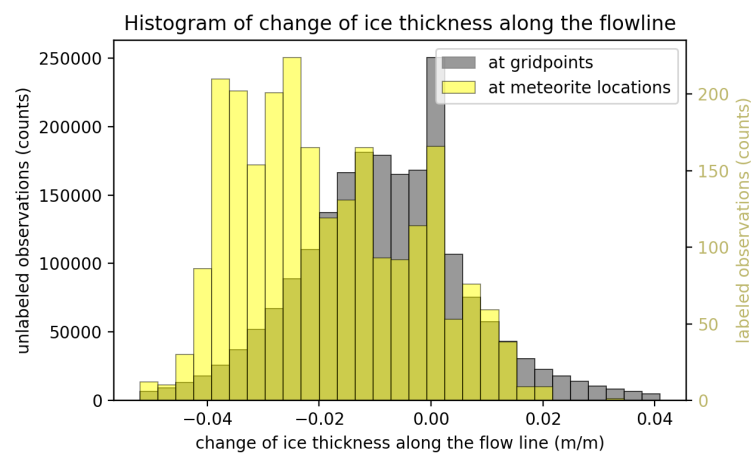 Histogram of change of ice thickness along the flowline
at gridpoints
at meteorite locations
unlabeled observations (counts)
250000
200000
150000
100000
50000
0
labeled observations (counts)
200
150
100
50
0
−0.04 −0.02 0.00 0.02 0.04
change of ice thickness along the flow line (m/m)